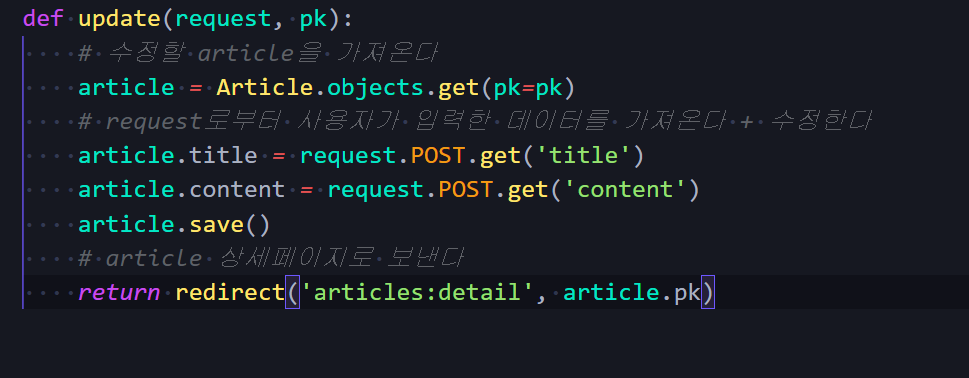 def update(request, pk):
    # 수정할 article을 가져온다
    article = Article.objects.get(pk=pk)
    # request로부터 사용자가 입력한 데이터를 가져온다 + 수정한다
    article.title = request.POST.get('title')
    article.content = request.POST.get('content')
    article.save()
    # article 상세페이지로 보낸다
    return redirect('articles:detail', article.pk)